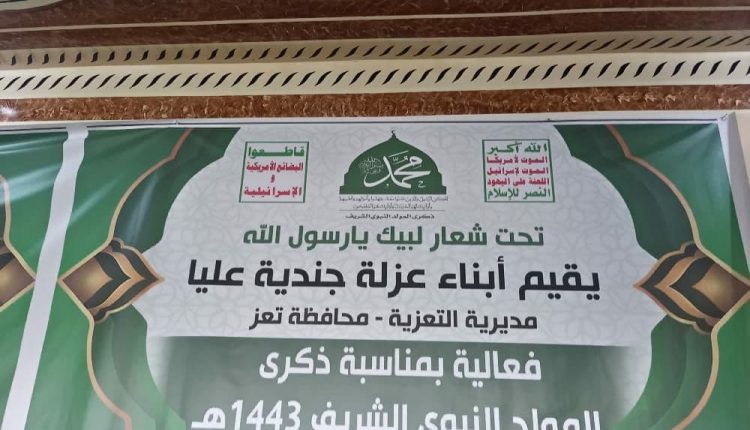 قاطعوا
البضائع الأمريكية
و
الإسرائيلية
محمد
الله أكبر
الموت لأمريكا
الموت لإسرائيل
اللعنة على اليهود
النصر للإسلام
ذكرى المولد النبوي الشريف
تحت شعار لبيك يارسول الله
يقيم أبناء عزلة جندية عليا
مديرية التعزية - محافظة تعز
فعالية بمناسبة ذكرى
المولد النبوي الشريف 1443هـ